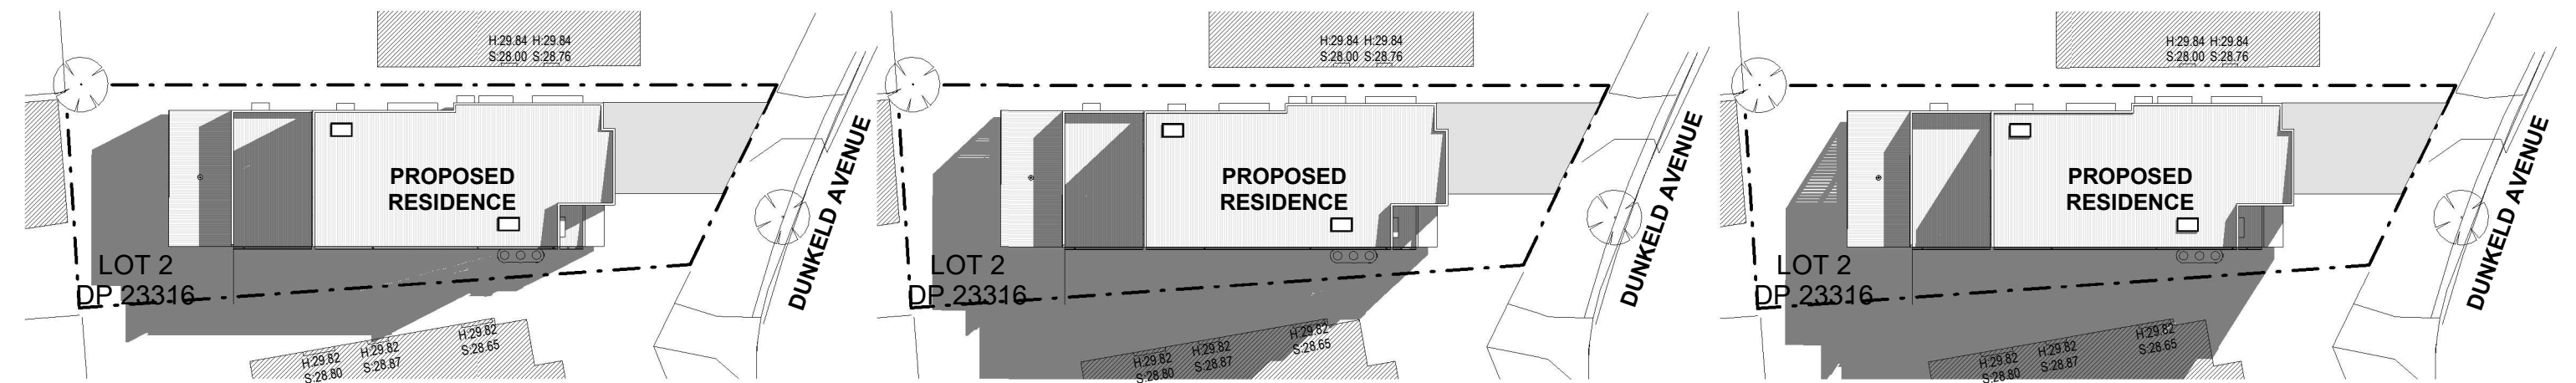 H:29.84 H:29.84
S:28.00 S:28.76
PROPOSED
RESIDENCE
DUNKELD AVENUE
LOT 2
DP 23316
H:29.82
S:28.80
H:29.82
S:28.87
H:29.82
S:28.65
H:29.84 H:29.84
S:28.00 S:28.76
PROPOSED
RESIDENCE
DUNKELD AVENUE
LOT 2
DP 23316
H:29.82
S:28.80
H:29.82
S:28.87
H:29.82
S:28.65
H:29.84 H:29.84
S:28.00 S:28.76
PROPOSED
RESIDENCE
DUNKELD AVENUE
LOT 2
DP 23316
H:29.82
S:28.80
H:29.82
S:28.87
H:29.82
S:28.65